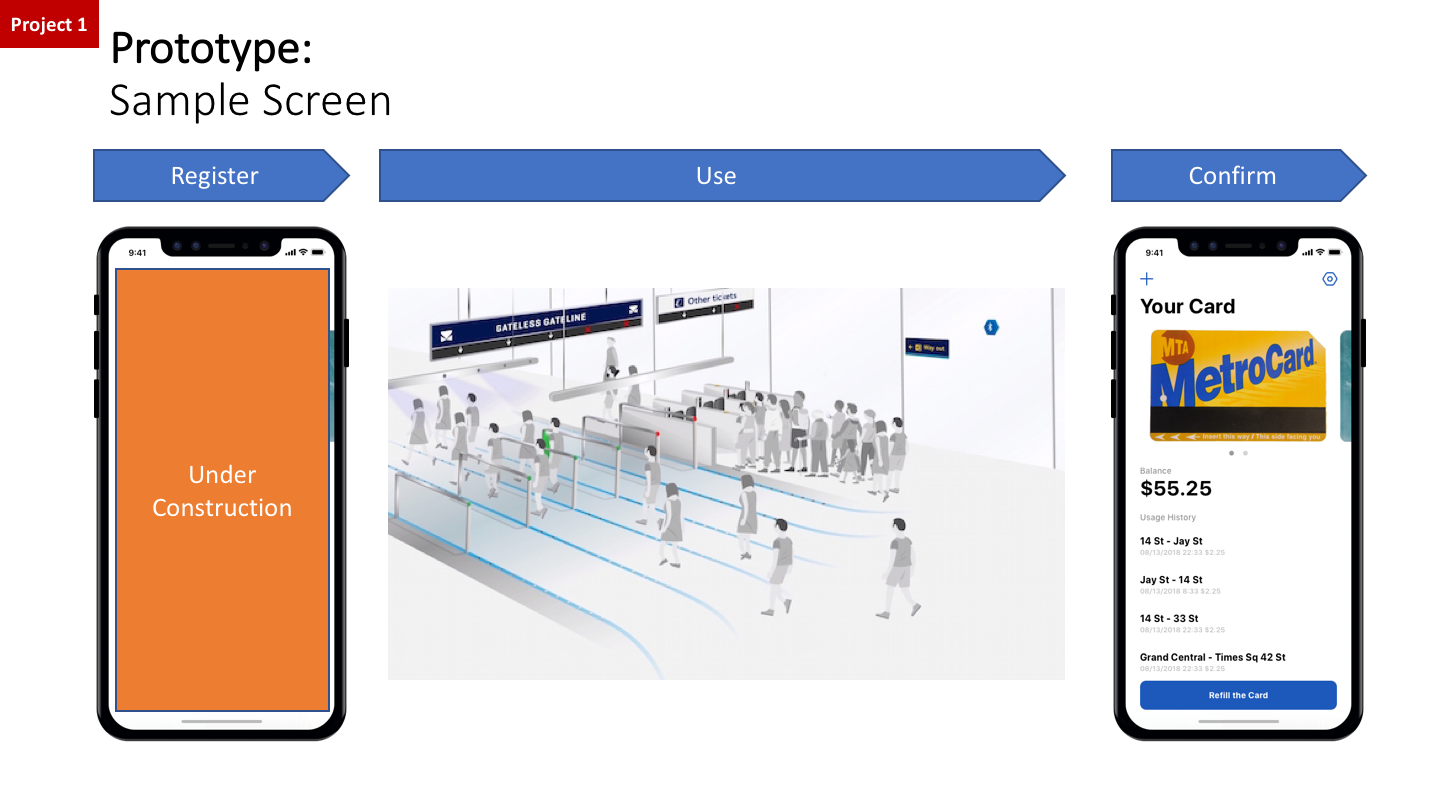 Project 1
Prototype:
Sample Screen
Register
Use
Confirm
9:41
Under
Construction
GATELESS GATELINE
Other tickets
Way out
9:41
Your Card
MTA
MetroCard
Insert this way / This side facing you
Balance
$55.25
Usage History
14 St - Jay St
08/13/2018 22:33 $2.25
Jay St - 14 St
08/13/2018 8:33 $2.25
14 St - 33 St
08/13/2018 22:33 $2.25
Grand Central - Times Sq 42 St
08/13/2018 22:33 $2.25
Refill the Card